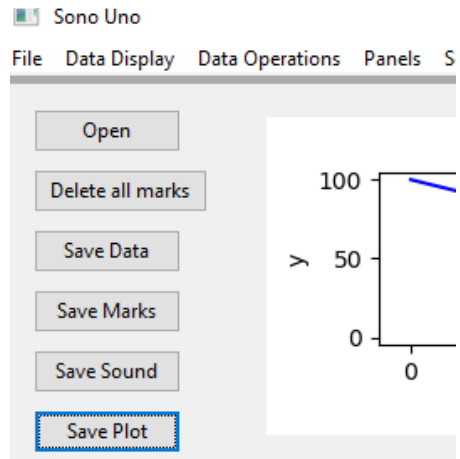 Sono Uno
File Data Display Data Operations Panels
Open
Delete all marks
Save Data
Save Marks
Save Sound
Save Plot
100
y 50
0
0